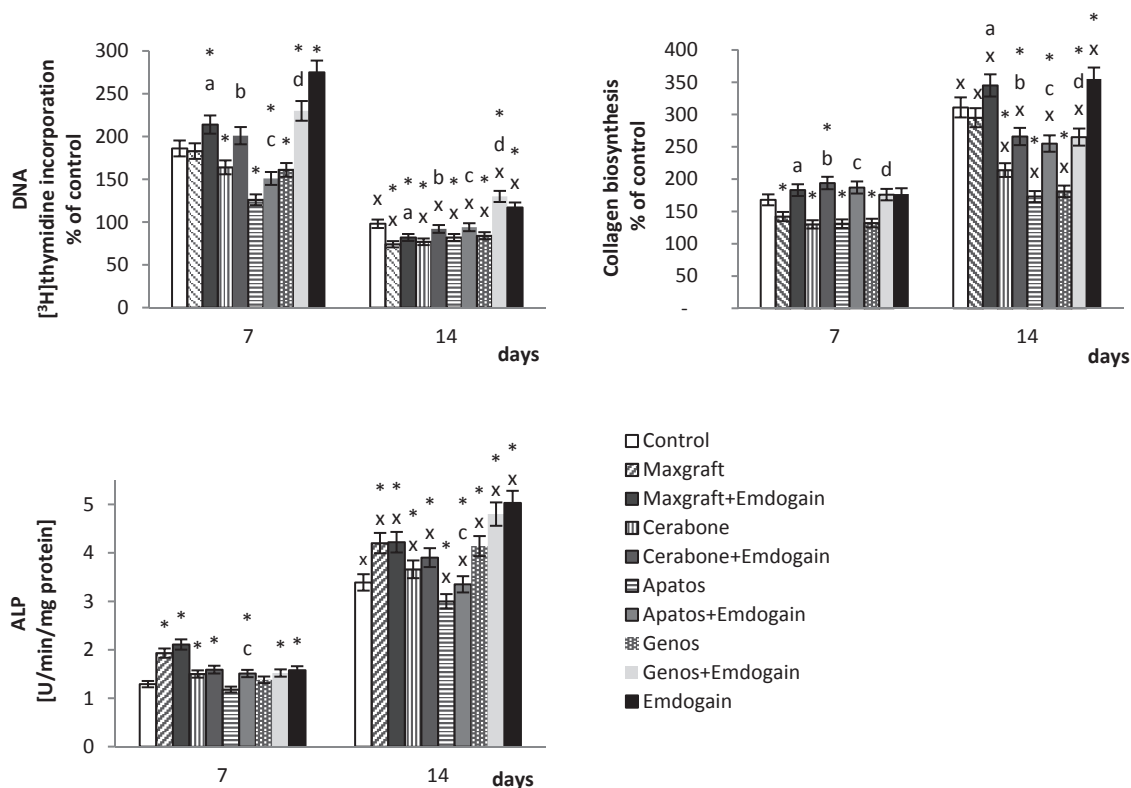 DNA
[³H]thymidine incorporation
% of control
300
250
200
150
100
50
0
* * *
a b * d
* * c *
*
*
d *
x * * * b * c * x x
x a x x x x x
7 14
days
Collagen biosynthesis
% of control
400
350
300
250
200
150
100
50
-
*
a *
x * * d x
x x b c x
* x x *
x * x
x
*
a b c d
* * * *
7 14
days
ALP
[U/min/mg protein]
5
4
3
2
1
0
*
*
* * * * x
x x * x * x
x x * c
x x x
* * *
* * c * *
7 14
days
Control
Maxgraft
Maxgraft+Emdogain
Cerabone
Cerabone+Emdogain
Apatos
Apatos+Emdogain
Genos
Genos+Emdogain
Emdogain